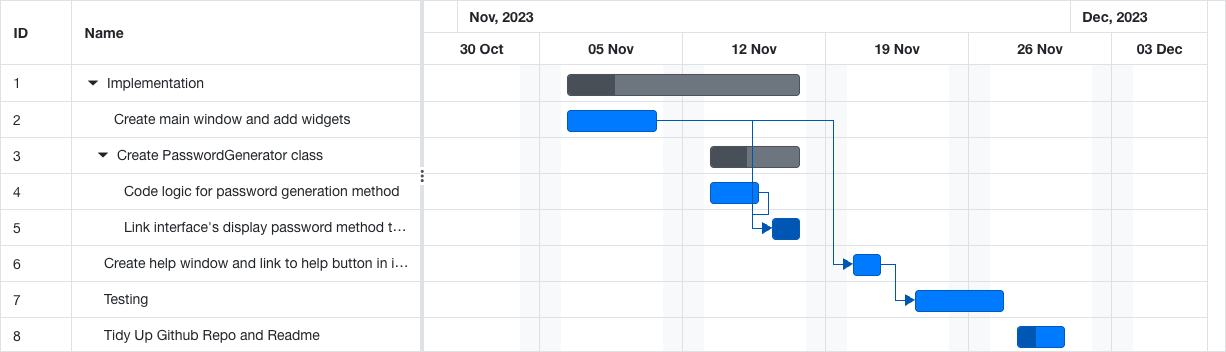 ID Name Nov, 2023 Dec, 2023
30 Oct 05 Nov 12 Nov 19 Nov 26 Nov 03 Dec
1 Implementation
2 Create main window and add widgets
3 Create PasswordGenerator class
4 Code logic for password generation method
5 Link interface's display password method t...
6 Create help window and link to help button in i...
7 Testing
8 Tidy Up Github Repo and Readme